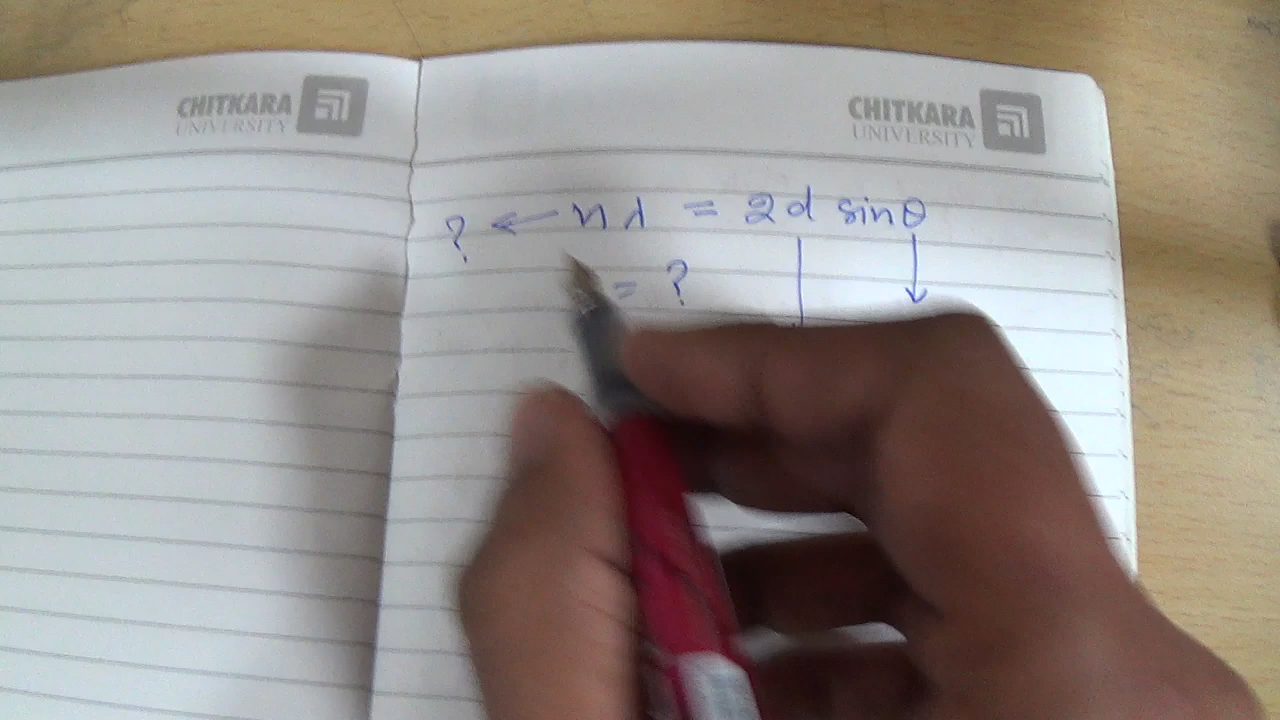 CHITKARA
UNIVERSITY
CHITKARA
UNIVERSITY
? ← nλ = 2d sinθ
= ?